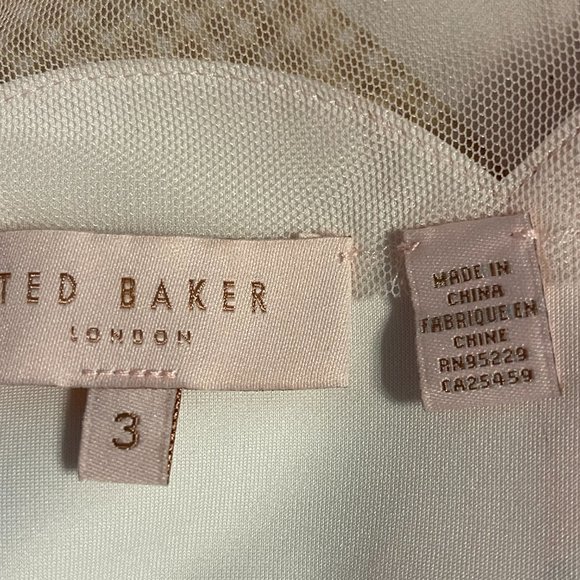 TED BAKER
LONDON
3
MADE IN
CHINA
FABRIQUE EN
CHINE
RN95229
CA25459